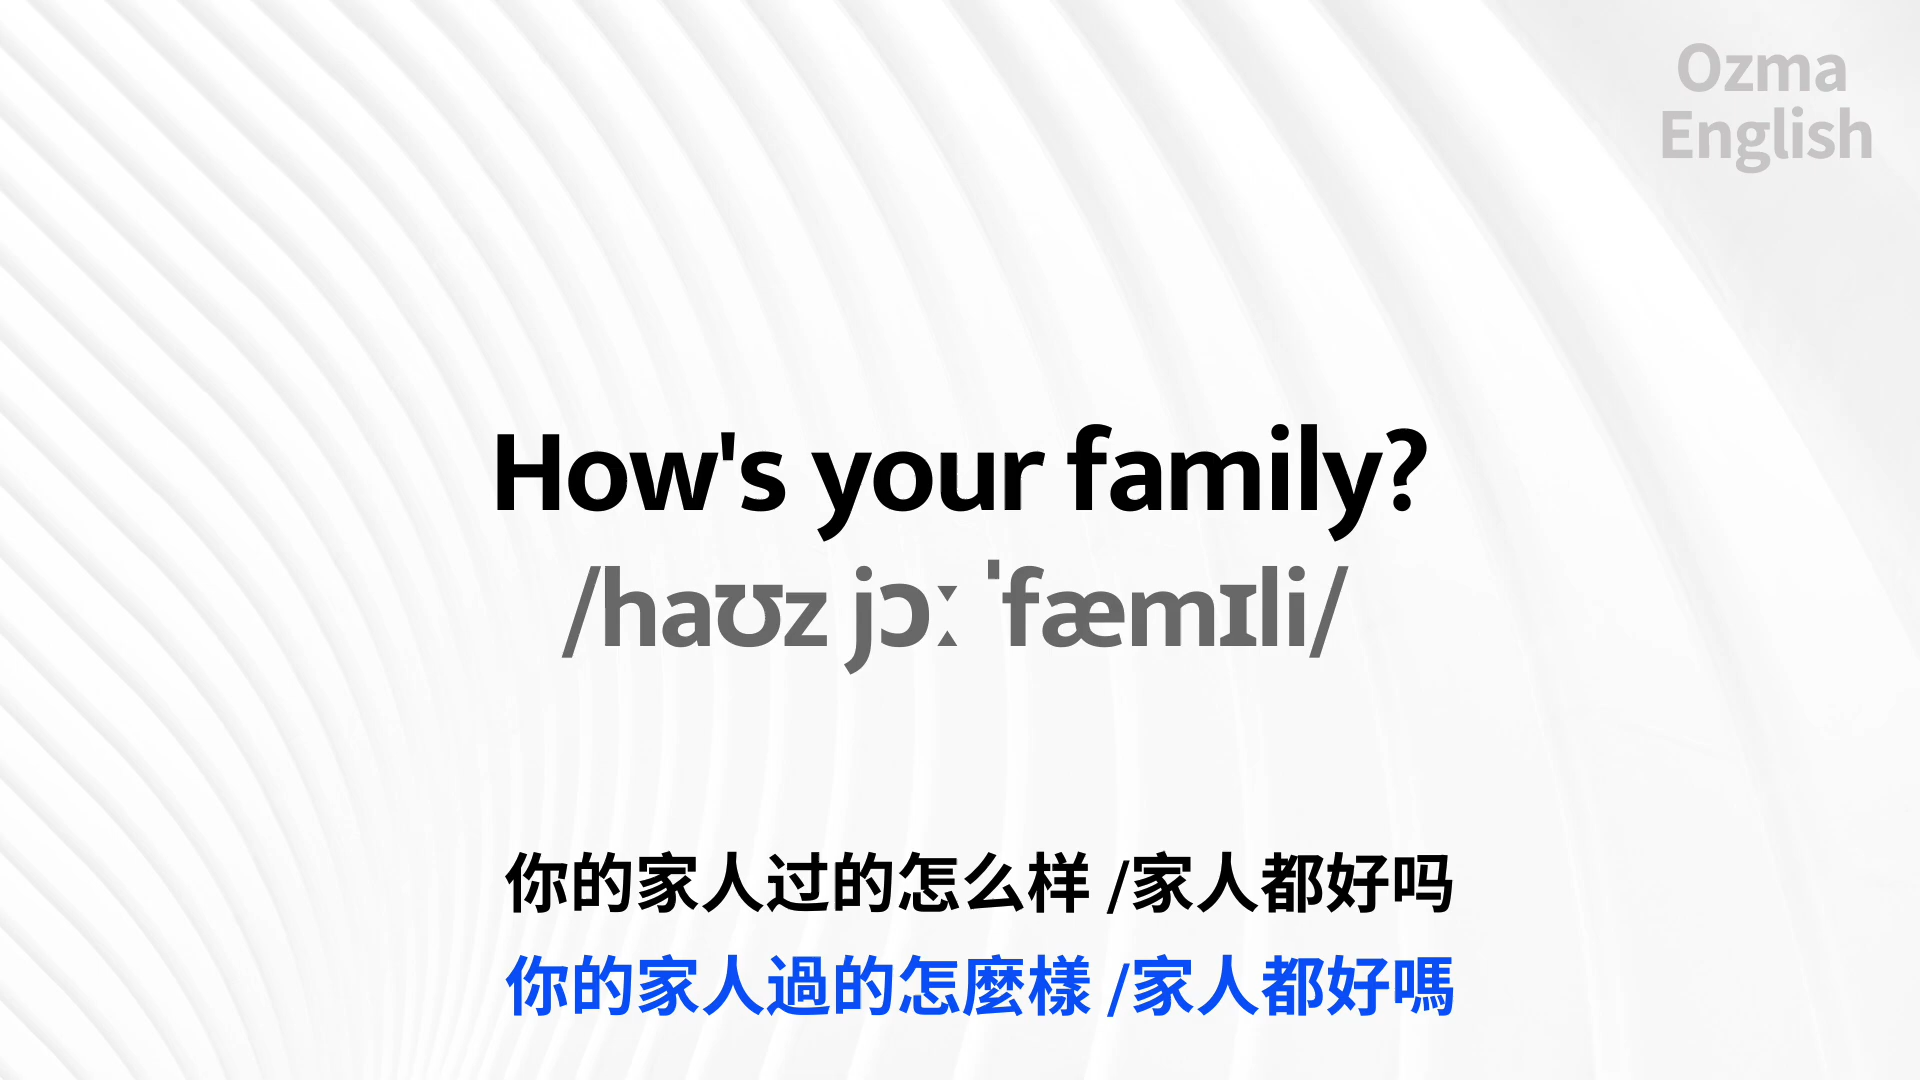 Ozma
English
How's your family?
/haʊz jɔː ˈfæmɪli/
你的家人过的怎么样 /家人都好吗
你的家人過的怎麼樣 /家人都好嗎